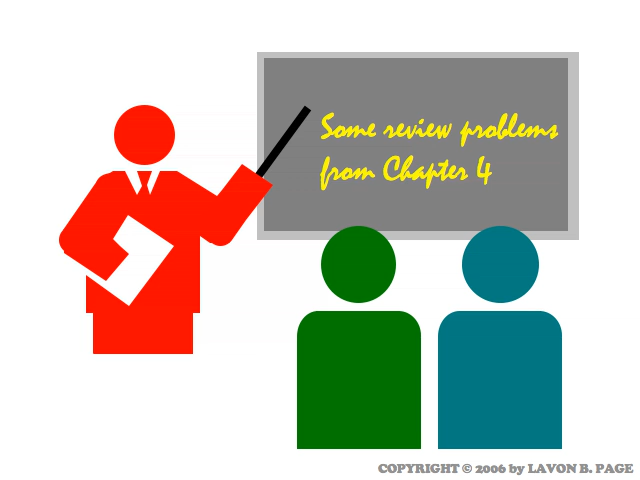 Some review problems
from Chapter 4
COPYRIGHT © 2006 by LAVON B. PAGE